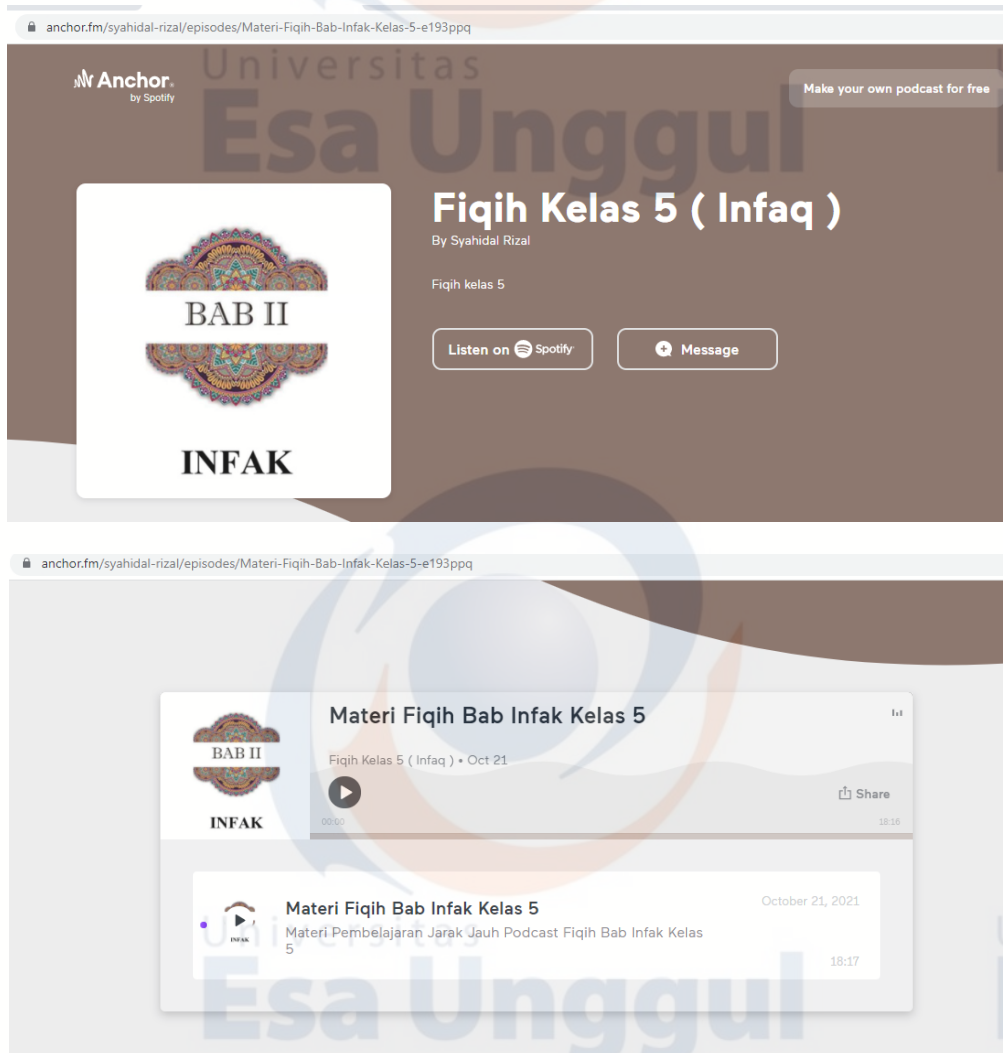 anchor.fm/syahidal-rizal/episodes/Materi-Fiqih-Bab-Infak-Kelas-5-e193ppq
Universitas
Esa Unggul
Anchor.
by Spotify
Make your own podcast for free
Fiqih Kelas 5 ( Infaq )
By Syahidal Rizal
Fiqih kelas 5
Listen on Spotify
Message
BAB II
INFAK
anchor.fm/syahidal-rizal/episodes/Materi-Fiqih-Bab-Infak-Kelas-5-e193ppq
BAB II
INFAK
Materi Fiqih Bab Infak Kelas 5
Fiqih Kelas 5 ( Infaq ) • Oct 21
Share
00:00
18:16
INFAK
Materi Fiqih Bab Infak Kelas 5
October 21, 2021
Materi Pembelajaran Jarak Jauh Podcast Fiqih Bab Infak Kelas
5
18:17
Universitas
Esa Unggul